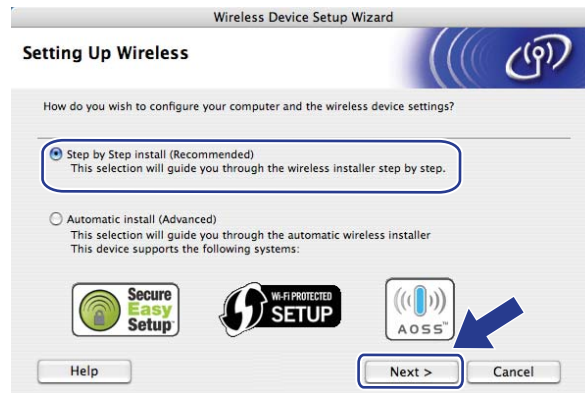 Wireless Device Setup Wizard
Setting Up Wireless
How do you wish to configure your computer and the wireless device settings?
Step by Step install (Recommended)
This selection will guide you through the wireless installer step by step.
Automatic install (Advanced)
This selection will guide you through the automatic wireless installer
This device supports the following systems:
Secure
Easy
Setup
Wi-Fi PROTECTED
SETUP
AOSS™
Help
Next >
Cancel